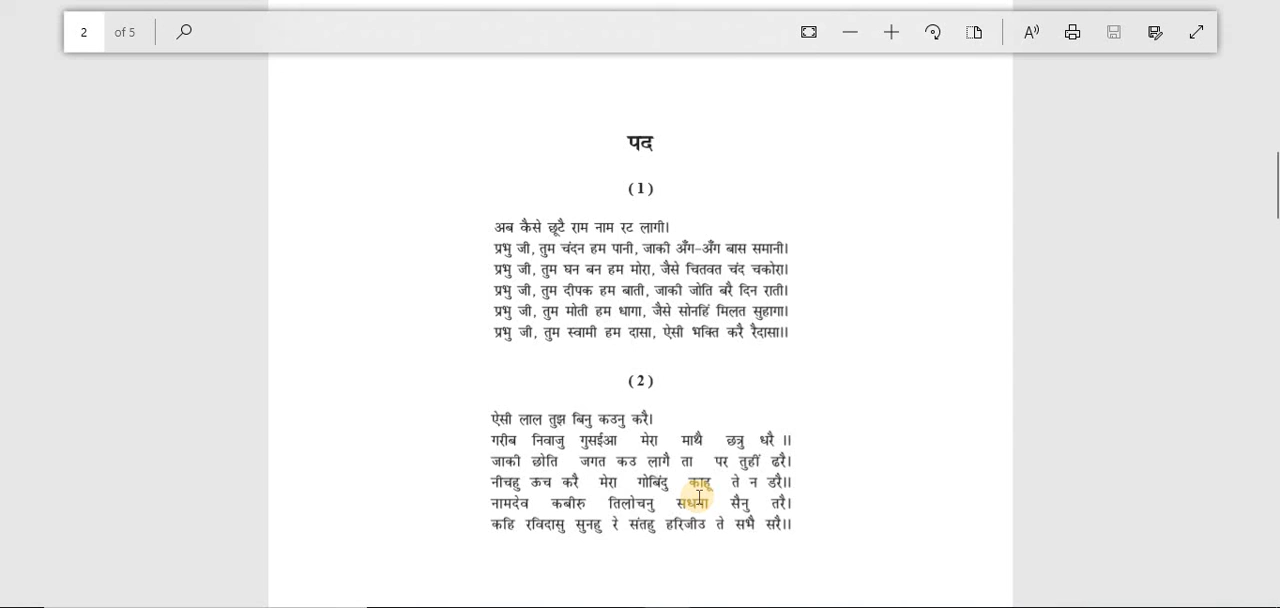 2 of 5
पद
(1)
अब कैसे छूटै राम नाम रट लागी।
प्रभु जी, तुम चंदन हम पानी, जाकी अँग-अँग बास समानी।
प्रभु जी, तुम घन बन हम मोरा, जैसे चितवत चंद चकोरा।
प्रभु जी, तुम दीपक हम बाती, जाकी जोति बरै दिन राती।
प्रभु जी, तुम मोती हम धागा, जैसे सोनहिं मिलत सुहागा।
प्रभु जी, तुम स्वामी हम दासा, ऐसी भक्ति करै रैदासा॥
(2)
ऐसी लाल तुझ बिनु कउनु करै।
गरीब निवाजु गुसईआ मेरा माथै छत्रु धरै ॥
जाकी छोति जगत कउ लागै ता पर तुहीं ढरै।
नीचहु ऊच करै मेरा गोबिंदु काहू ते न डरै॥
नामदेव कबीरु तिलोचनु सधना सैनु तरै।
कहि रविदासु सुनहु रे संतहु हरिजीउ ते सभै सरै॥